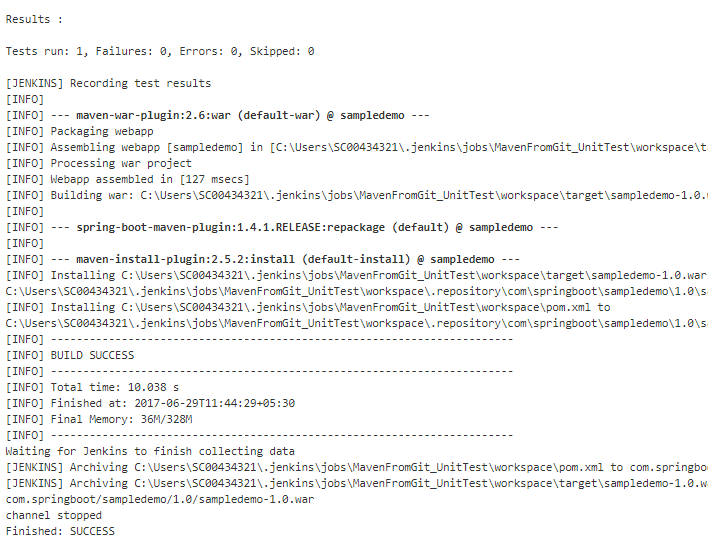 Results :
Tests run: 1, Failures: 0, Errors: 0, Skipped: 0
[JENKINS] Recording test results
[INFO]
[INFO] --- maven-war-plugin:2.6:war (default-war) @ sampledemo ---
[INFO] Packaging webapp
[INFO] Assembling webapp [sampledemo] in [C:\Users\SC00434321\.jenkins\jobs\MavenFromGit_UnitTest\workspace\t
[INFO] Processing war project
[INFO] Webapp assembled in [127 msecs]
[INFO] Building war: C:\Users\SC00434321\.jenkins\jobs\MavenFromGit_UnitTest\workspace\target\sampledemo-1.0.
[INFO]
[INFO] --- spring-boot-maven-plugin:1.4.1.RELEASE:repackage (default) @ sampledemo ---
[INFO]
[INFO] --- maven-install-plugin:2.5.2:install (default-install) @ sampledemo ---
[INFO] Installing C:\Users\SC00434321\.jenkins\jobs\MavenFromGit_UnitTest\workspace\target\sampledemo-1.0.war
C:\Users\SC00434321\.jenkins\jobs\MavenFromGit_UnitTest\workspace\.repository\com\springboot\sampledemo\1.0\s
[INFO] Installing C:\Users\SC00434321\.jenkins\jobs\MavenFromGit_UnitTest\workspace\pom.xml to
C:\Users\SC00434321\.jenkins\jobs\MavenFromGit_UnitTest\workspace\.repository\com\springboot\sampledemo\1.0\s
[INFO] ------------------------------------------------------------------------
[INFO] BUILD SUCCESS
[INFO] ------------------------------------------------------------------------
[INFO] Total time: 10.038 s
[INFO] Finished at: 2017-06-29T11:44:29+05:30
[INFO] Final Memory: 36M/328M
[INFO] ------------------------------------------------------------------------
Waiting for Jenkins to finish collecting data
[JENKINS] Archiving C:\Users\SC00434321\.jenkins\jobs\MavenFromGit_UnitTest\workspace\pom.xml to com.springbo
[JENKINS] Archiving C:\Users\SC00434321\.jenkins\jobs\MavenFromGit_UnitTest\workspace\target\sampledemo-1.0.w
com.springboot/sampledemo/1.0/sampledemo-1.0.war
channel stopped
Finished: SUCCESS